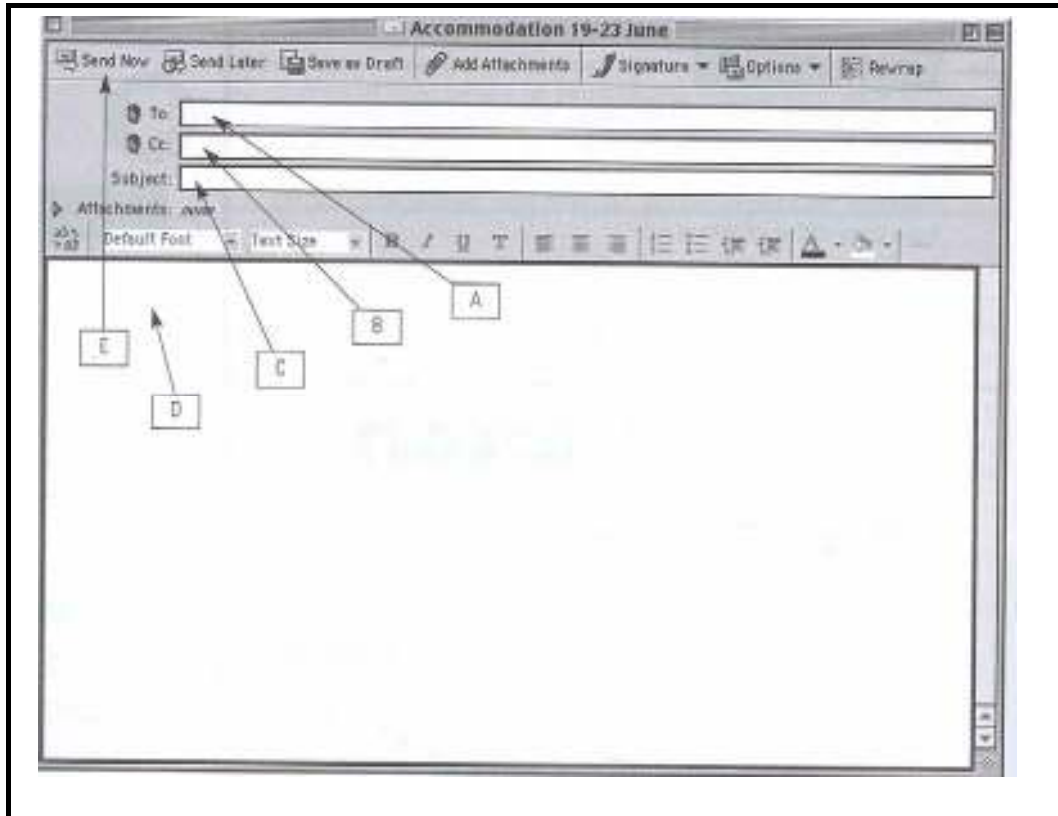 Accommodation 19-23 June
Send Now Send Later Save as Draft Add Attachments Signature Options Rewrap
To:
Cc:
Subject:
Attachments: none
Default Font Text Size B I U T A
A
B
E
C
D